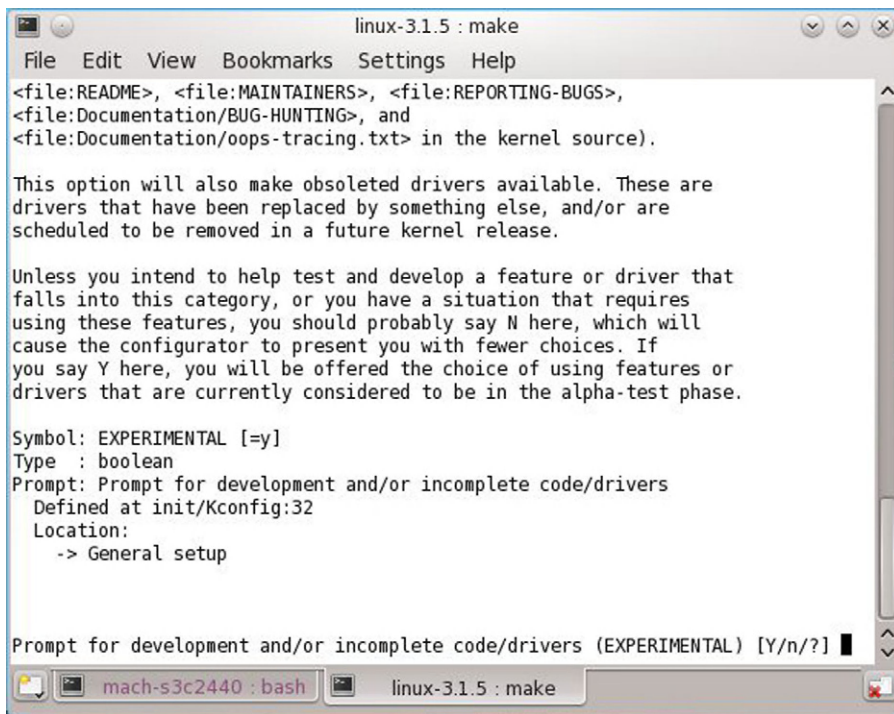 linux-3.1.5 : make
File Edit View Bookmarks Settings Help
<file:README>, <file:MAINTAINERS>, <file:REPORTING-BUGS>,
<file:Documentation/BUG-HUNTING>, and
<file:Documentation/oops-tracing.txt> in the kernel source).

This option will also make obsoleted drivers available. These are
drivers that have been replaced by something else, and/or are
scheduled to be removed in a future kernel release.

Unless you intend to help test and develop a feature or driver that
falls into this category, or you have a situation that requires
using these features, you should probably say N here, which will
cause the configurator to present you with fewer choices. If
you say Y here, you will be offered the choice of using features or
drivers that are currently considered to be in the alpha-test phase.

Symbol: EXPERIMENTAL [=y]
Type  : boolean
Prompt: Prompt for development and/or incomplete code/drivers
  Defined at init/Kconfig:32
  Location:
    -> General setup

Prompt for development and/or incomplete code/drivers (EXPERIMENTAL) [Y/n/?]
mach-s3c2440 : bash
linux-3.1.5 : make